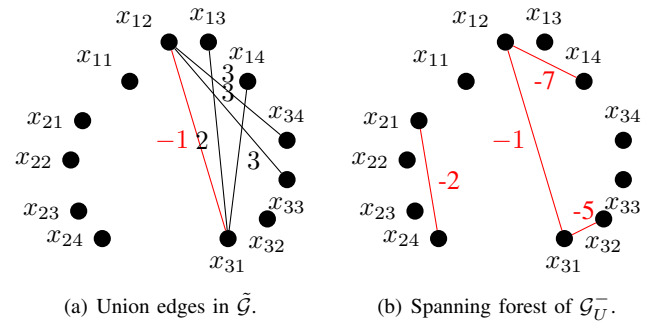 x₁₂ x₁₃ x₁₂ x₁₃
x₁₁ x₁₄ x₁₁ x₁₄
3 -7
3
x₃₄ x₃₄
x₂₁ x₂₁
−1 2 −1
x₂₂ 3 x₂₂ -2
x₃₃ x₃₃
x₂₃ x₂₃ -5
x₂₄ x₃₂ x₂₄ x₃₂
x₃₁ x₃₁
(a) Union edges in 𝒢̃. (b) Spanning forest of 𝒢_U^−.